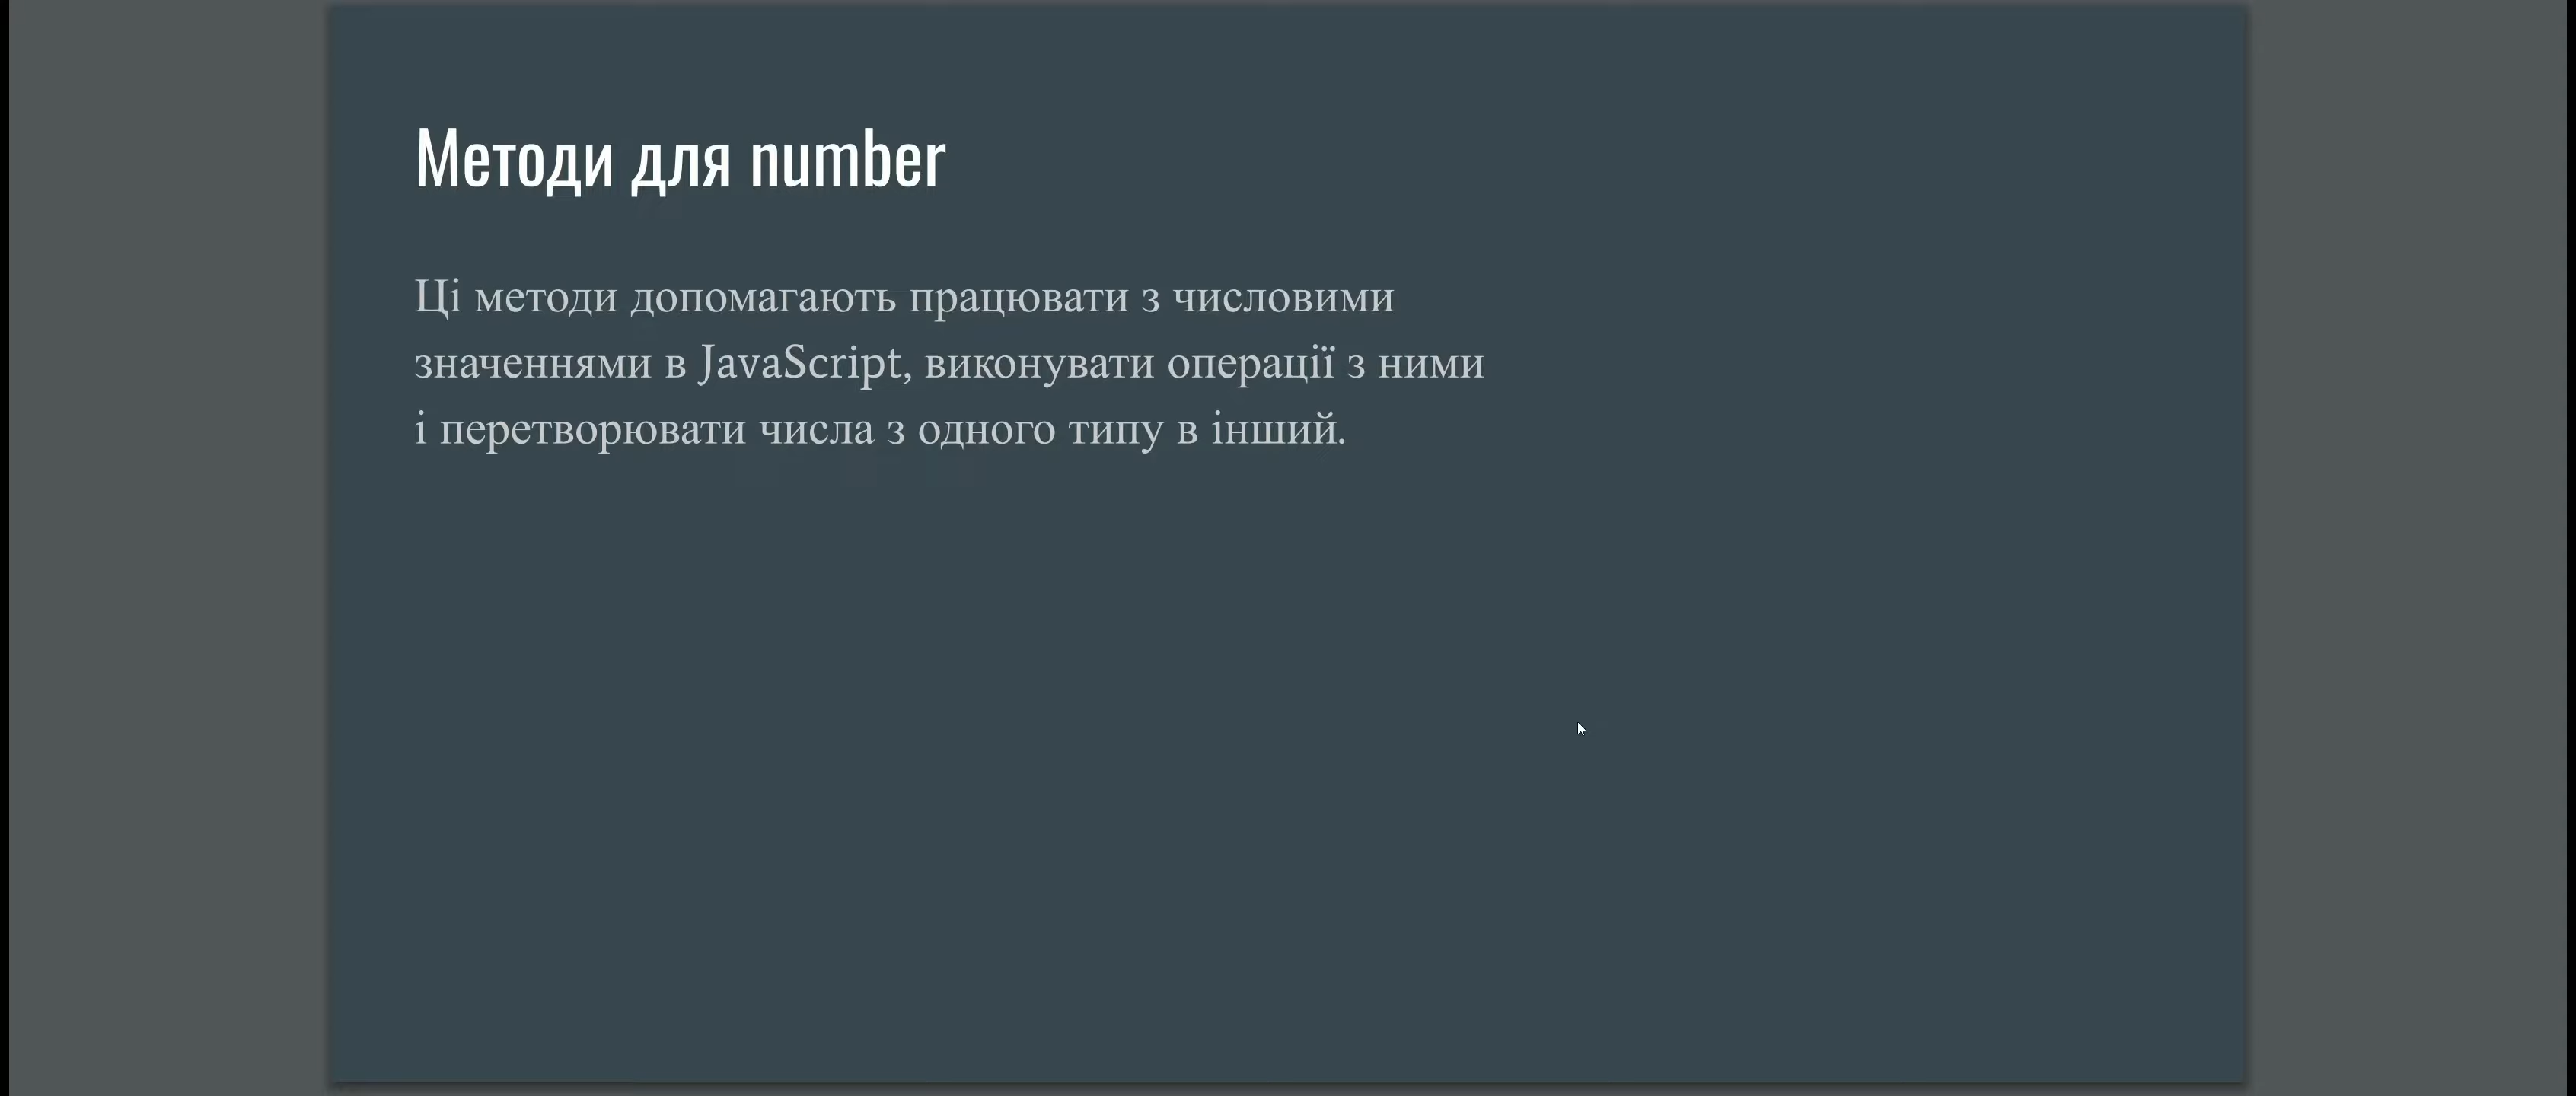 Методи для number
Ці методи допомагають працювати з числовими
значеннями в JavaScript, виконувати операції з ними
і перетворювати числа з одного типу в інший.